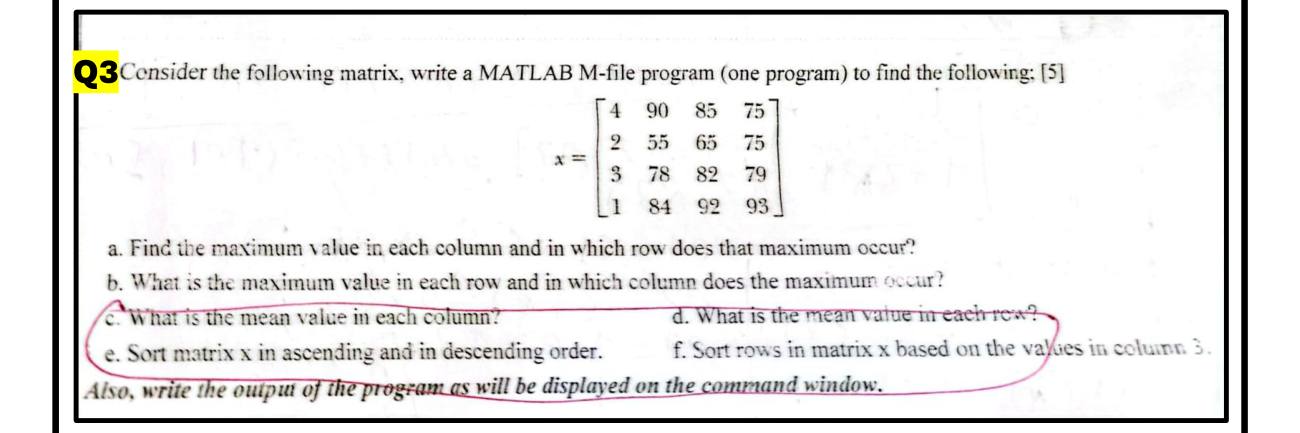 Q3 Consider the following matrix, write a MATLAB M-file program (one program) to find the following: [5]
x = [4 90 85 75
2 55 65 75
3 78 82 79
1 84 92 93]
a. Find the maximum value in each column and in which row does that maximum occur?
b. What is the maximum value in each row and in which column does the maximum occur?
c. What is the mean value in each column? d. What is the mean value in each row?
e. Sort matrix x in ascending and in descending order. f. Sort rows in matrix x based on the values in column 3.
Also, write the output of the program as will be displayed on the command window.